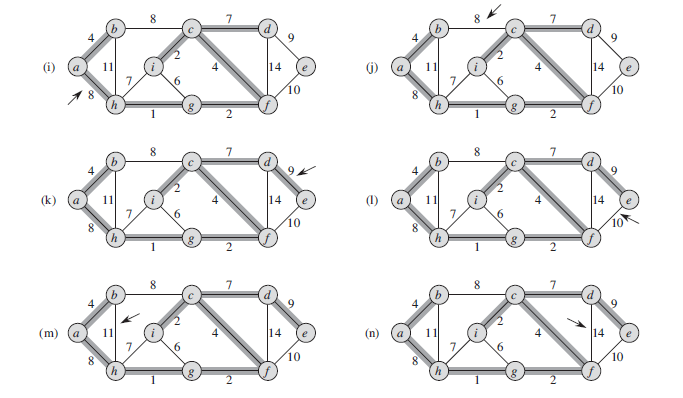 8 7 8 7
4 b c d 9 4 b c d 9
2 2
(i) a 11 i 4 14 e (j) a 11 i 4 14 e
8 7 6 10 8 7 6 10
h g f h g f
1 2 1 2
8 7 8 7
4 b c d 9 4 b c d 9
2 2
(k) a 11 i 4 14 e (l) a 11 i 4 14 e
8 7 6 10 8 7 6 10
h g f h g f
1 2 1 2
8 7 8 7
4 b c d 9 4 b c d 9
2 2
(m) a 11 i 4 14 e (n) a 11 i 4 14 e
8 7 6 10 8 7 6 10
h g f h g f
1 2 1 2